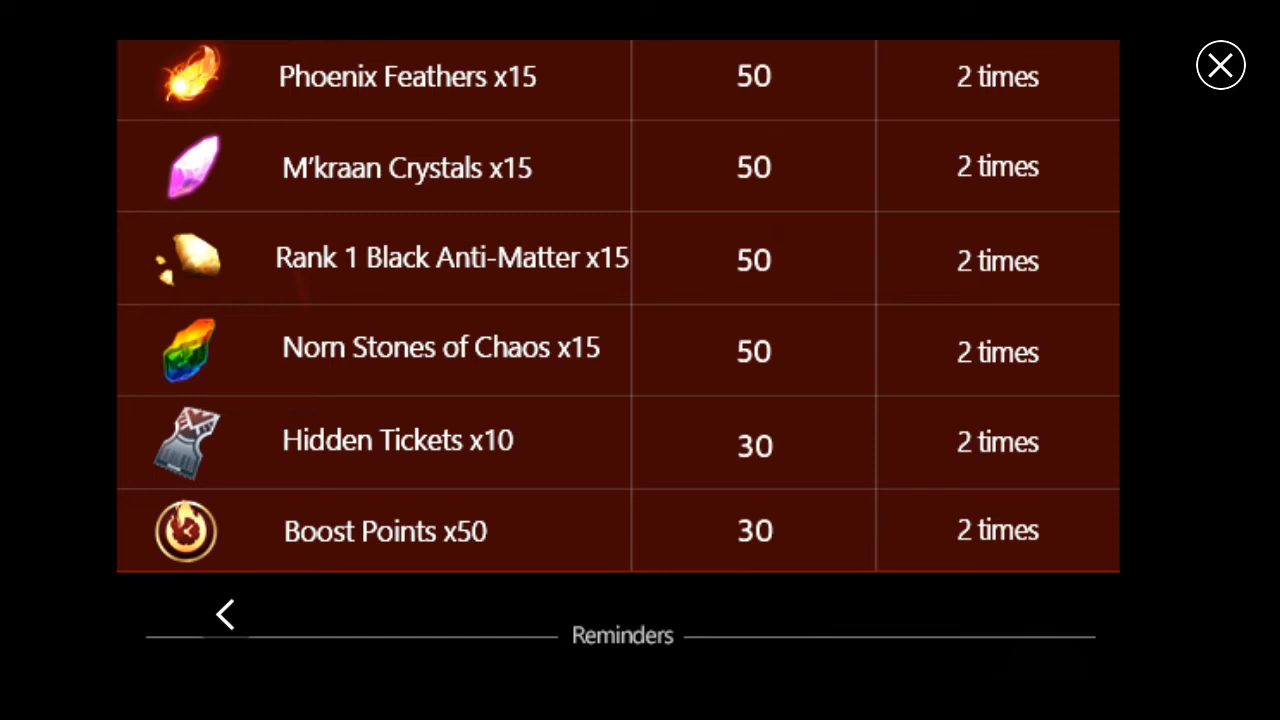 Phoenix Feathers x15 50 2 times
M'kraan Crystals x15 50 2 times
Rank 1 Black Anti-Matter x15 50 2 times
Norn Stones of Chaos x15 50 2 times
Hidden Tickets x10 30 2 times
Boost Points x50 30 2 times
Reminders